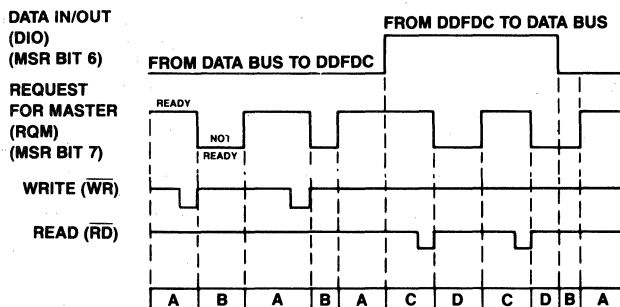 DATA IN/OUT
(DIO)
(MSR BIT 6)
FROM DATA BUS TO DDFDC
FROM DDFDC TO DATA BUS
REQUEST
FOR MASTER
(RQM)
(MSR BIT 7)
READY
NOT
READY
WRITE (WR)
READ (RD)
A B A B A C D C D B A